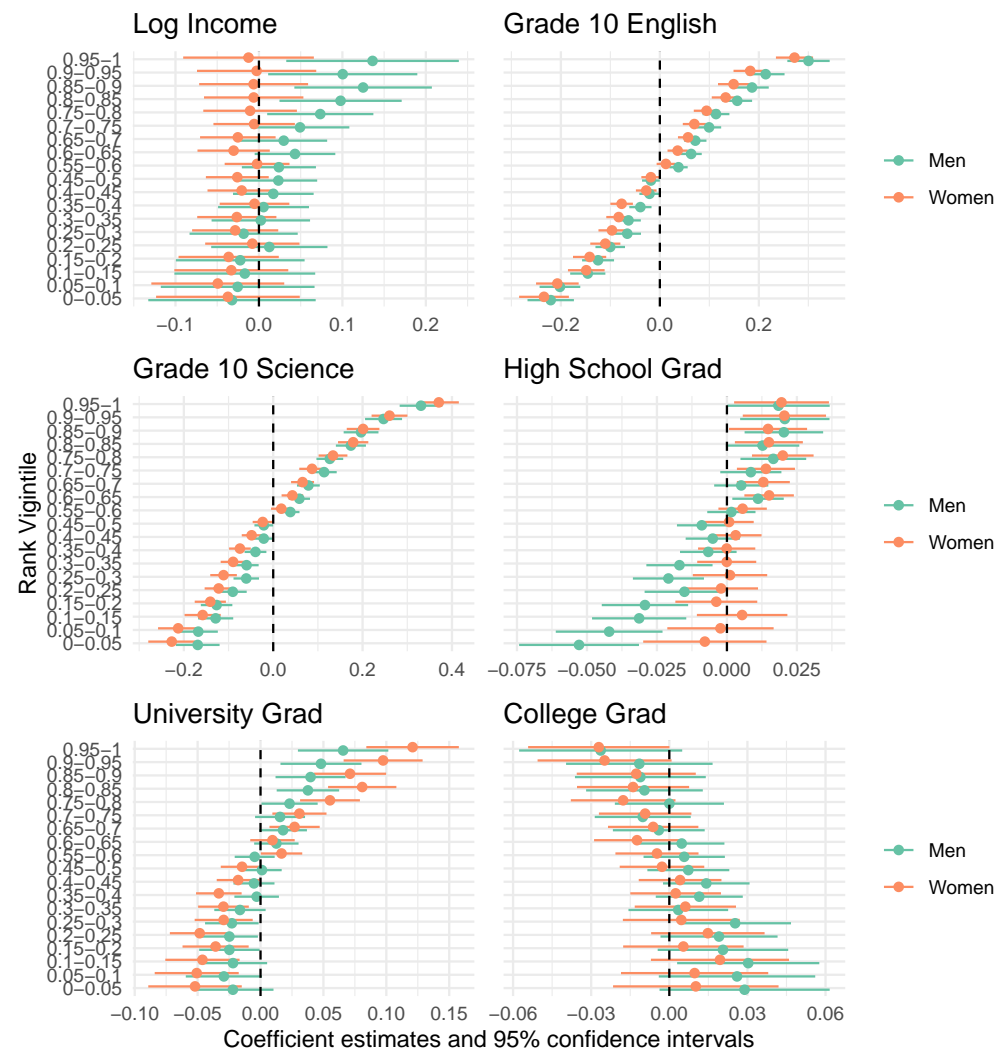 Log Income
Grade 10 English
0.95−1
0.9−0.95
0.85−0.9
0.8−0.85
0.75−0.8
0.7−0.75
0.65−0.7
0.6−0.65
0.55−0.6
0.45−0.5
0.4−0.45
0.35−0.4
0.3−0.35
0.25−0.3
0.2−0.25
0.15−0.2
0.1−0.15
0.05−0.1
0−0.05
−0.1 0.0 0.1 0.2
−0.2 0.0 0.2
Men
Women
Grade 10 Science
High School Grad
Rank Vigintile
0.95−1
0.9−0.95
0.85−0.9
0.8−0.85
0.75−0.8
0.7−0.75
0.65−0.7
0.6−0.65
0.55−0.6
0.45−0.5
0.4−0.45
0.35−0.4
0.3−0.35
0.25−0.3
0.2−0.25
0.15−0.2
0.1−0.15
0.05−0.1
0−0.05
−0.2 0.0 0.2 0.4
−0.075 −0.050 −0.025 0.000 0.025
Men
Women
University Grad
College Grad
0.95−1
0.9−0.95
0.85−0.9
0.8−0.85
0.75−0.8
0.7−0.75
0.65−0.7
0.6−0.65
0.55−0.6
0.45−0.5
0.4−0.45
0.35−0.4
0.3−0.35
0.25−0.3
0.2−0.25
0.15−0.2
0.1−0.15
0.05−0.1
0−0.05
−0.10 −0.05 0.00 0.05 0.10 0.15
−0.06 −0.03 0.00 0.03 0.06
Men
Women
Coefficient estimates and 95% confidence intervals